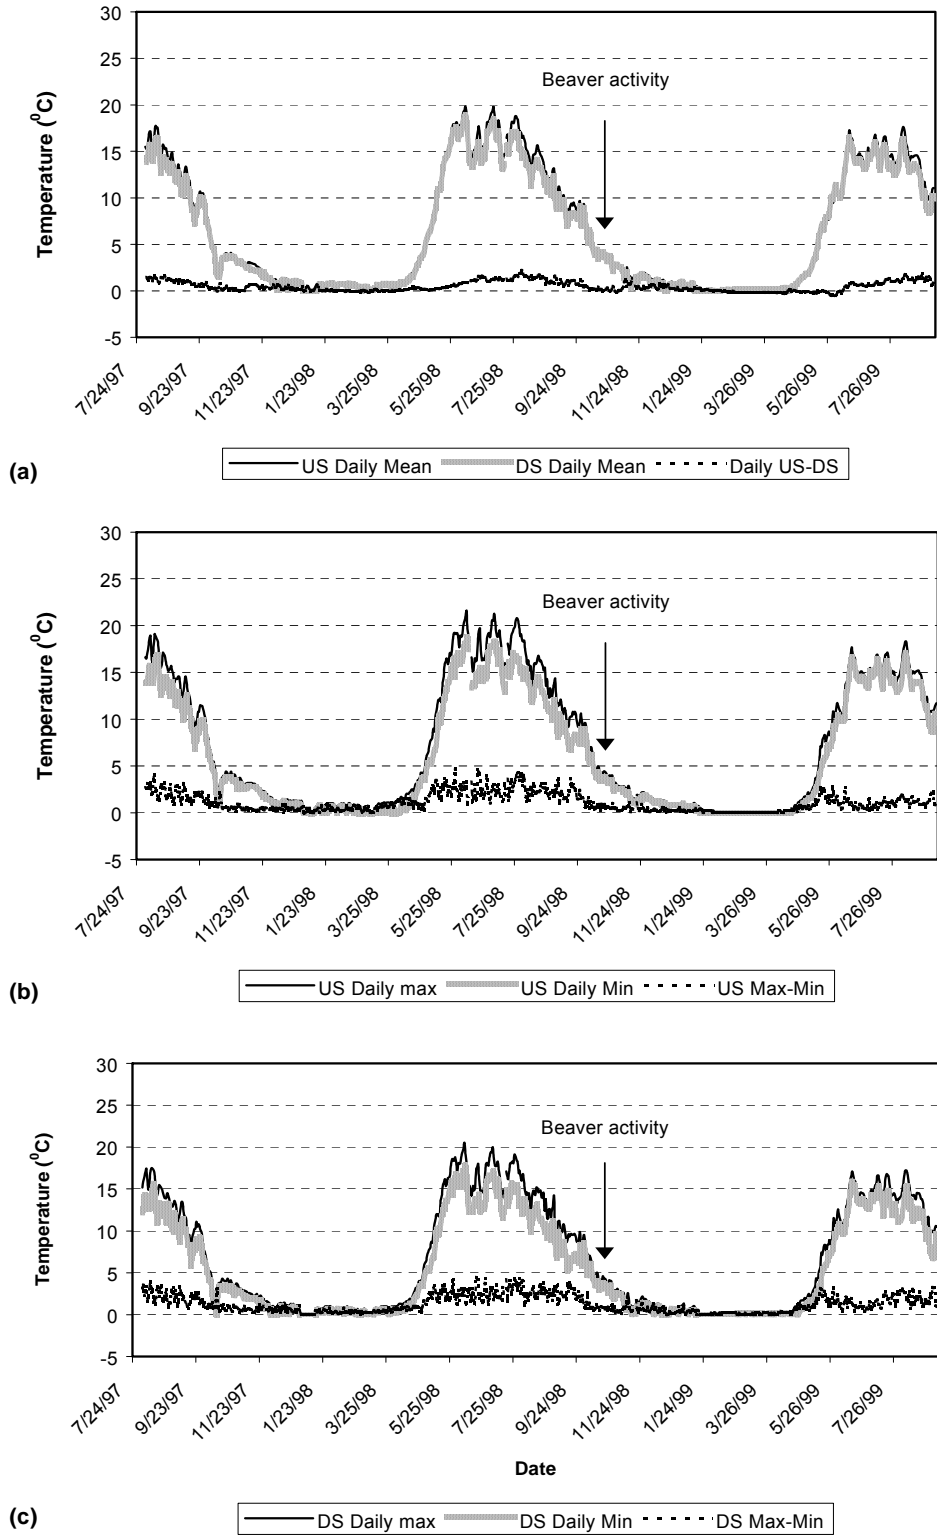 30
25
20
15
10
5
0
-5
Temperature (⁰C)
Beaver activity
7/24/97 9/23/97 11/23/97 1/23/98 3/25/98 5/25/98 7/25/98 9/24/98 11/24/98 1/24/99 3/26/99 5/26/99 7/26/99
(a)
US Daily Mean DS Daily Mean Daily US-DS
30
25
20
15
10
5
0
-5
Temperature (⁰C)
Beaver activity
7/24/97 9/23/97 11/23/97 1/23/98 3/25/98 5/25/98 7/25/98 9/24/98 11/24/98 1/24/99 3/26/99 5/26/99 7/26/99
(b)
US Daily max US Daily Min US Max-Min
30
25
20
15
10
5
0
-5
Temperature (⁰C)
Beaver activity
7/24/97 9/23/97 11/23/97 1/23/98 3/25/98 5/25/98 7/25/98 9/24/98 11/24/98 1/24/99 3/26/99 5/26/99 7/26/99
Date
(c)
DS Daily max DS Daily Min DS Max-Min